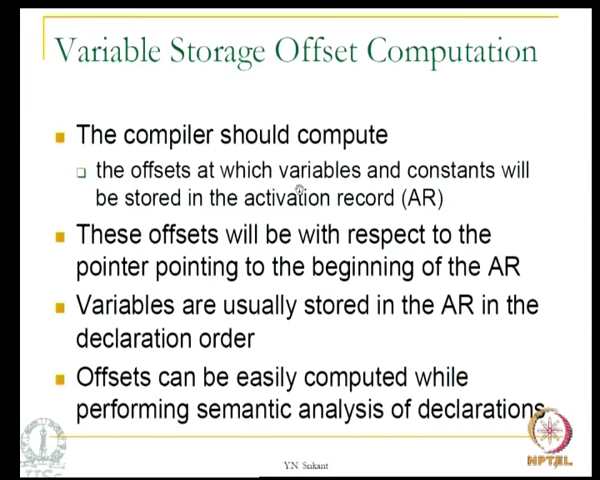 Variable Storage Offset Computation
The compiler should compute
the offsets at which variables and constants will
be stored in the activation record (AR)
These offsets will be with respect to the
pointer pointing to the beginning of the AR
Variables are usually stored in the AR in the
declaration order
Offsets can be easily computed while
performing semantic analysis of declarations
Y.N. Srikant
NPTEL